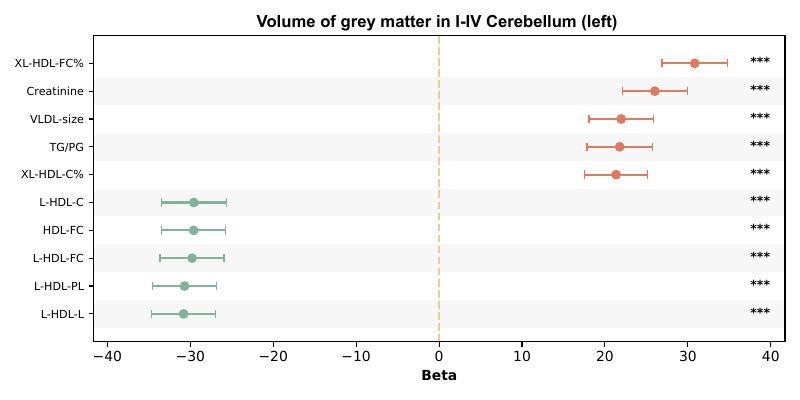 Volume of grey matter in I-IV Cerebellum (left)
XL-HDL-FC% ***
Creatinine ***
VLDL-size ***
TG/PG ***
XL-HDL-C% ***
L-HDL-C ***
HDL-FC ***
L-HDL-FC ***
L-HDL-PL ***
L-HDL-L ***
−40 −30 −20 −10 0 10 20 30 40
Beta